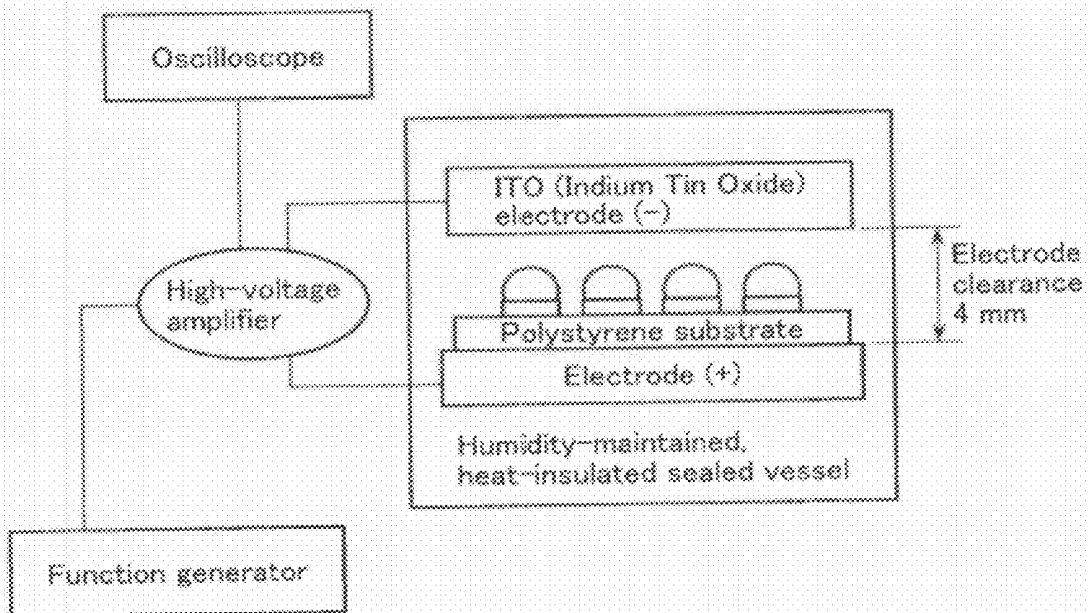 Oscilloscope
ITO (Indium Tin Oxide)
electrode (-)
Electrode
clearance
4 mm
High-voltage
amplifier
Polystyrene substrate
Electrode (+)
Humidity-maintained,
heat-insulated sealed vessel
Function generator